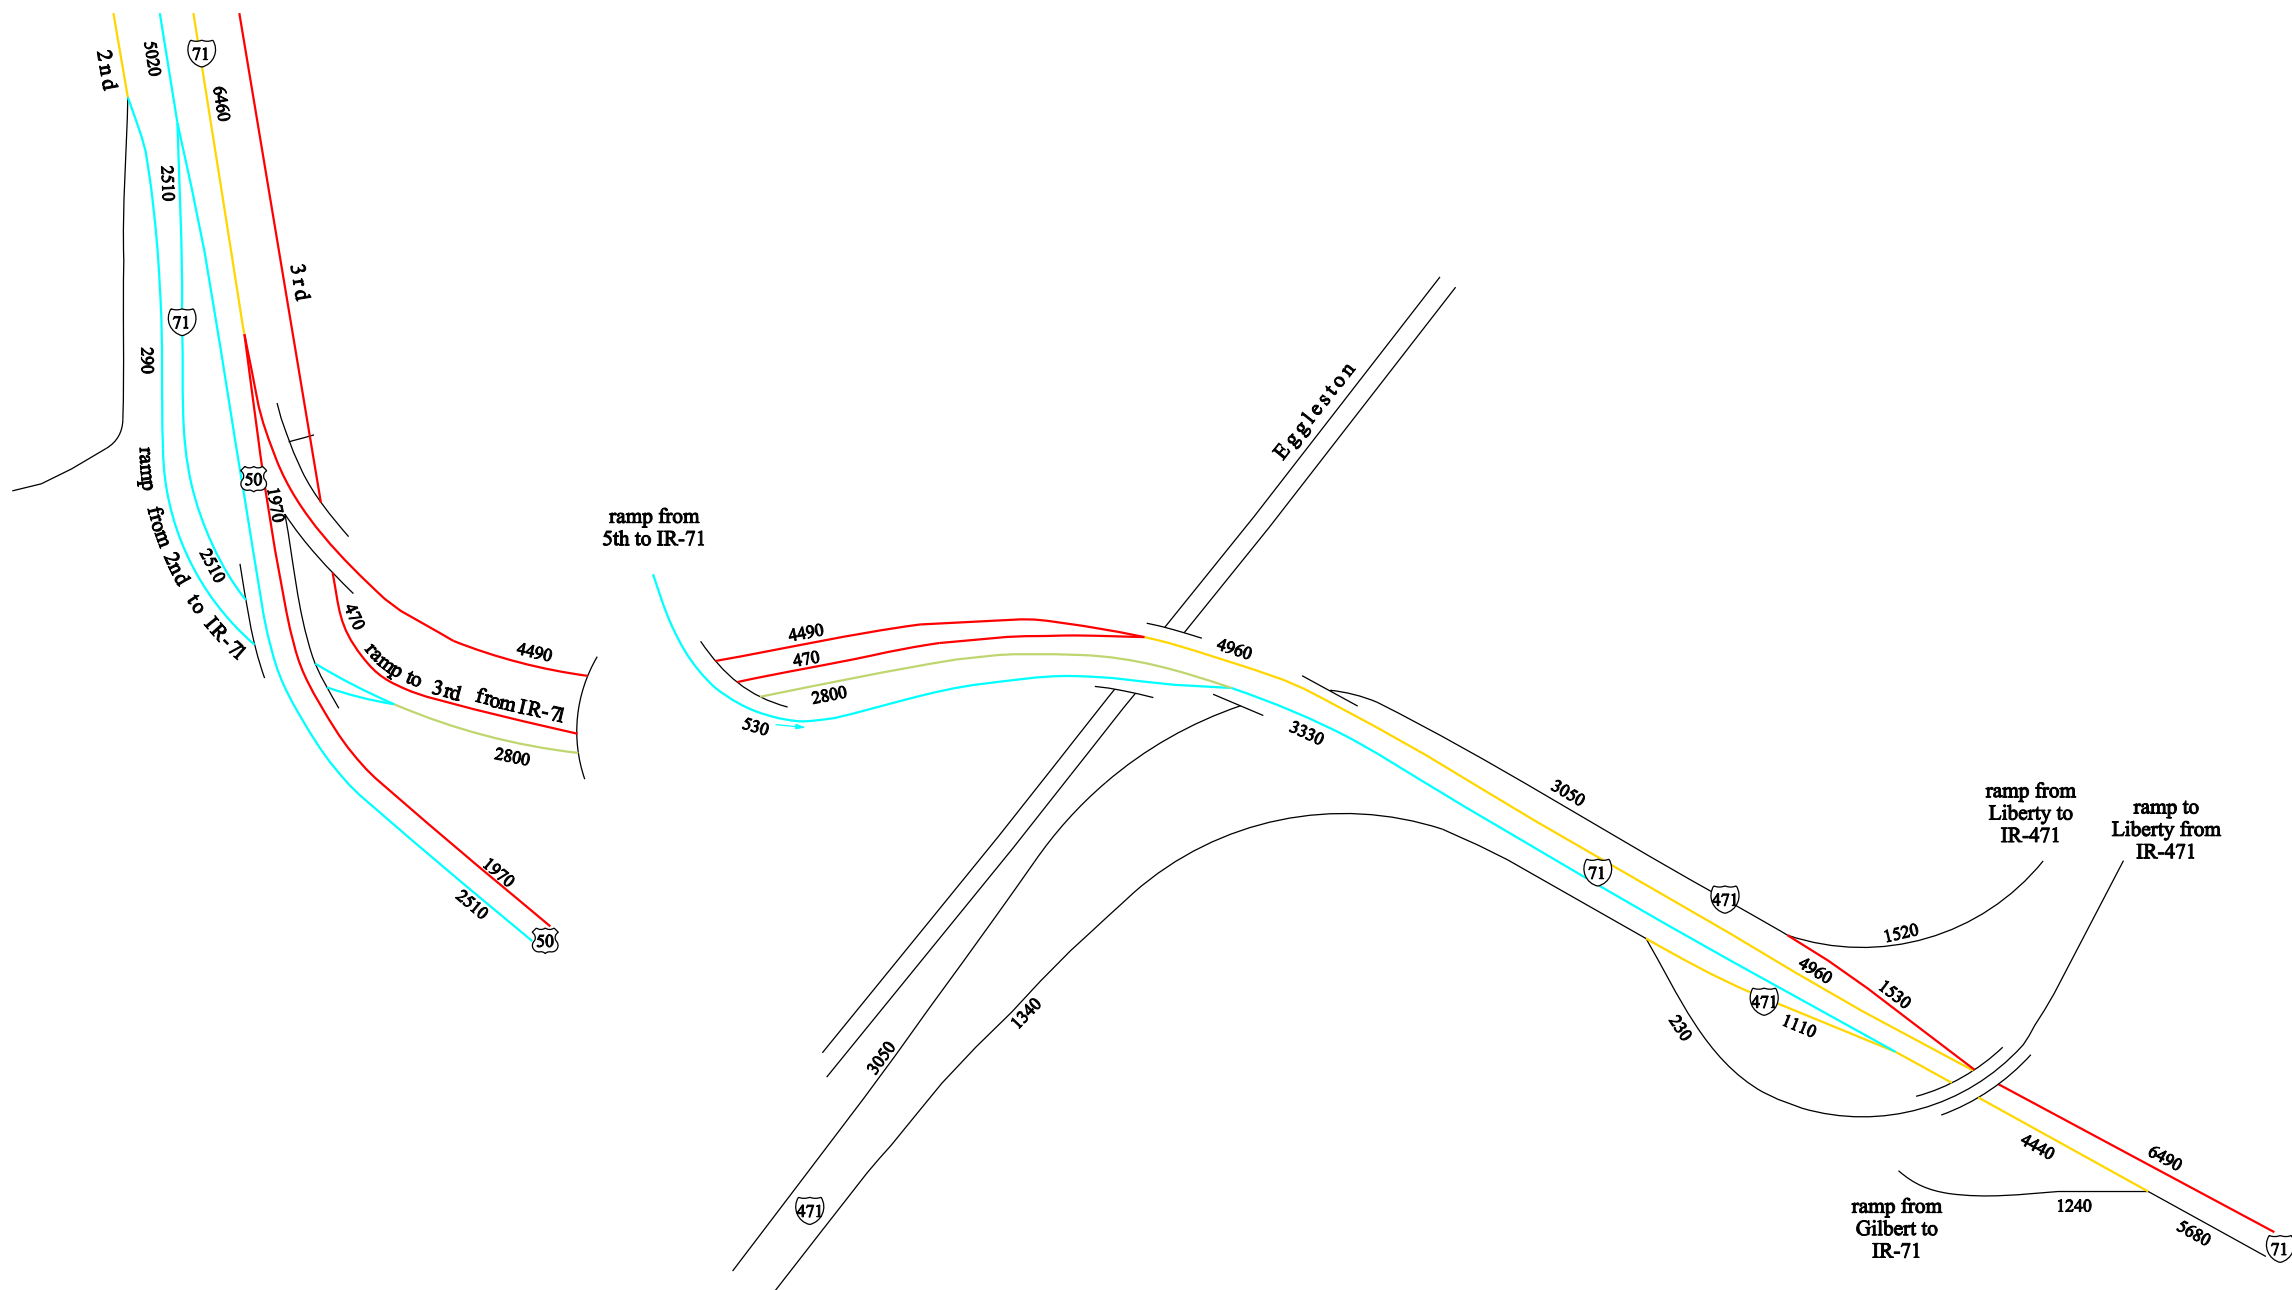 2nd
5020
71
6460
2510
3rd
71
290
50
1970
ramp from 2nd to IR-71
2510
470
ramp to 3rd from IR-71
4490
2800
1970
2510
50
ramp from
5th to IR-71
4490
470
2800
530
Eggleston
4960
3330
3050
71
471
ramp from
Liberty to
IR-471
ramp to
Liberty from
IR-471
1520
4960
1530
471
1110
230
1340
3050
471
4440
6490
1240
5680
ramp from
Gilbert to
IR-71
71